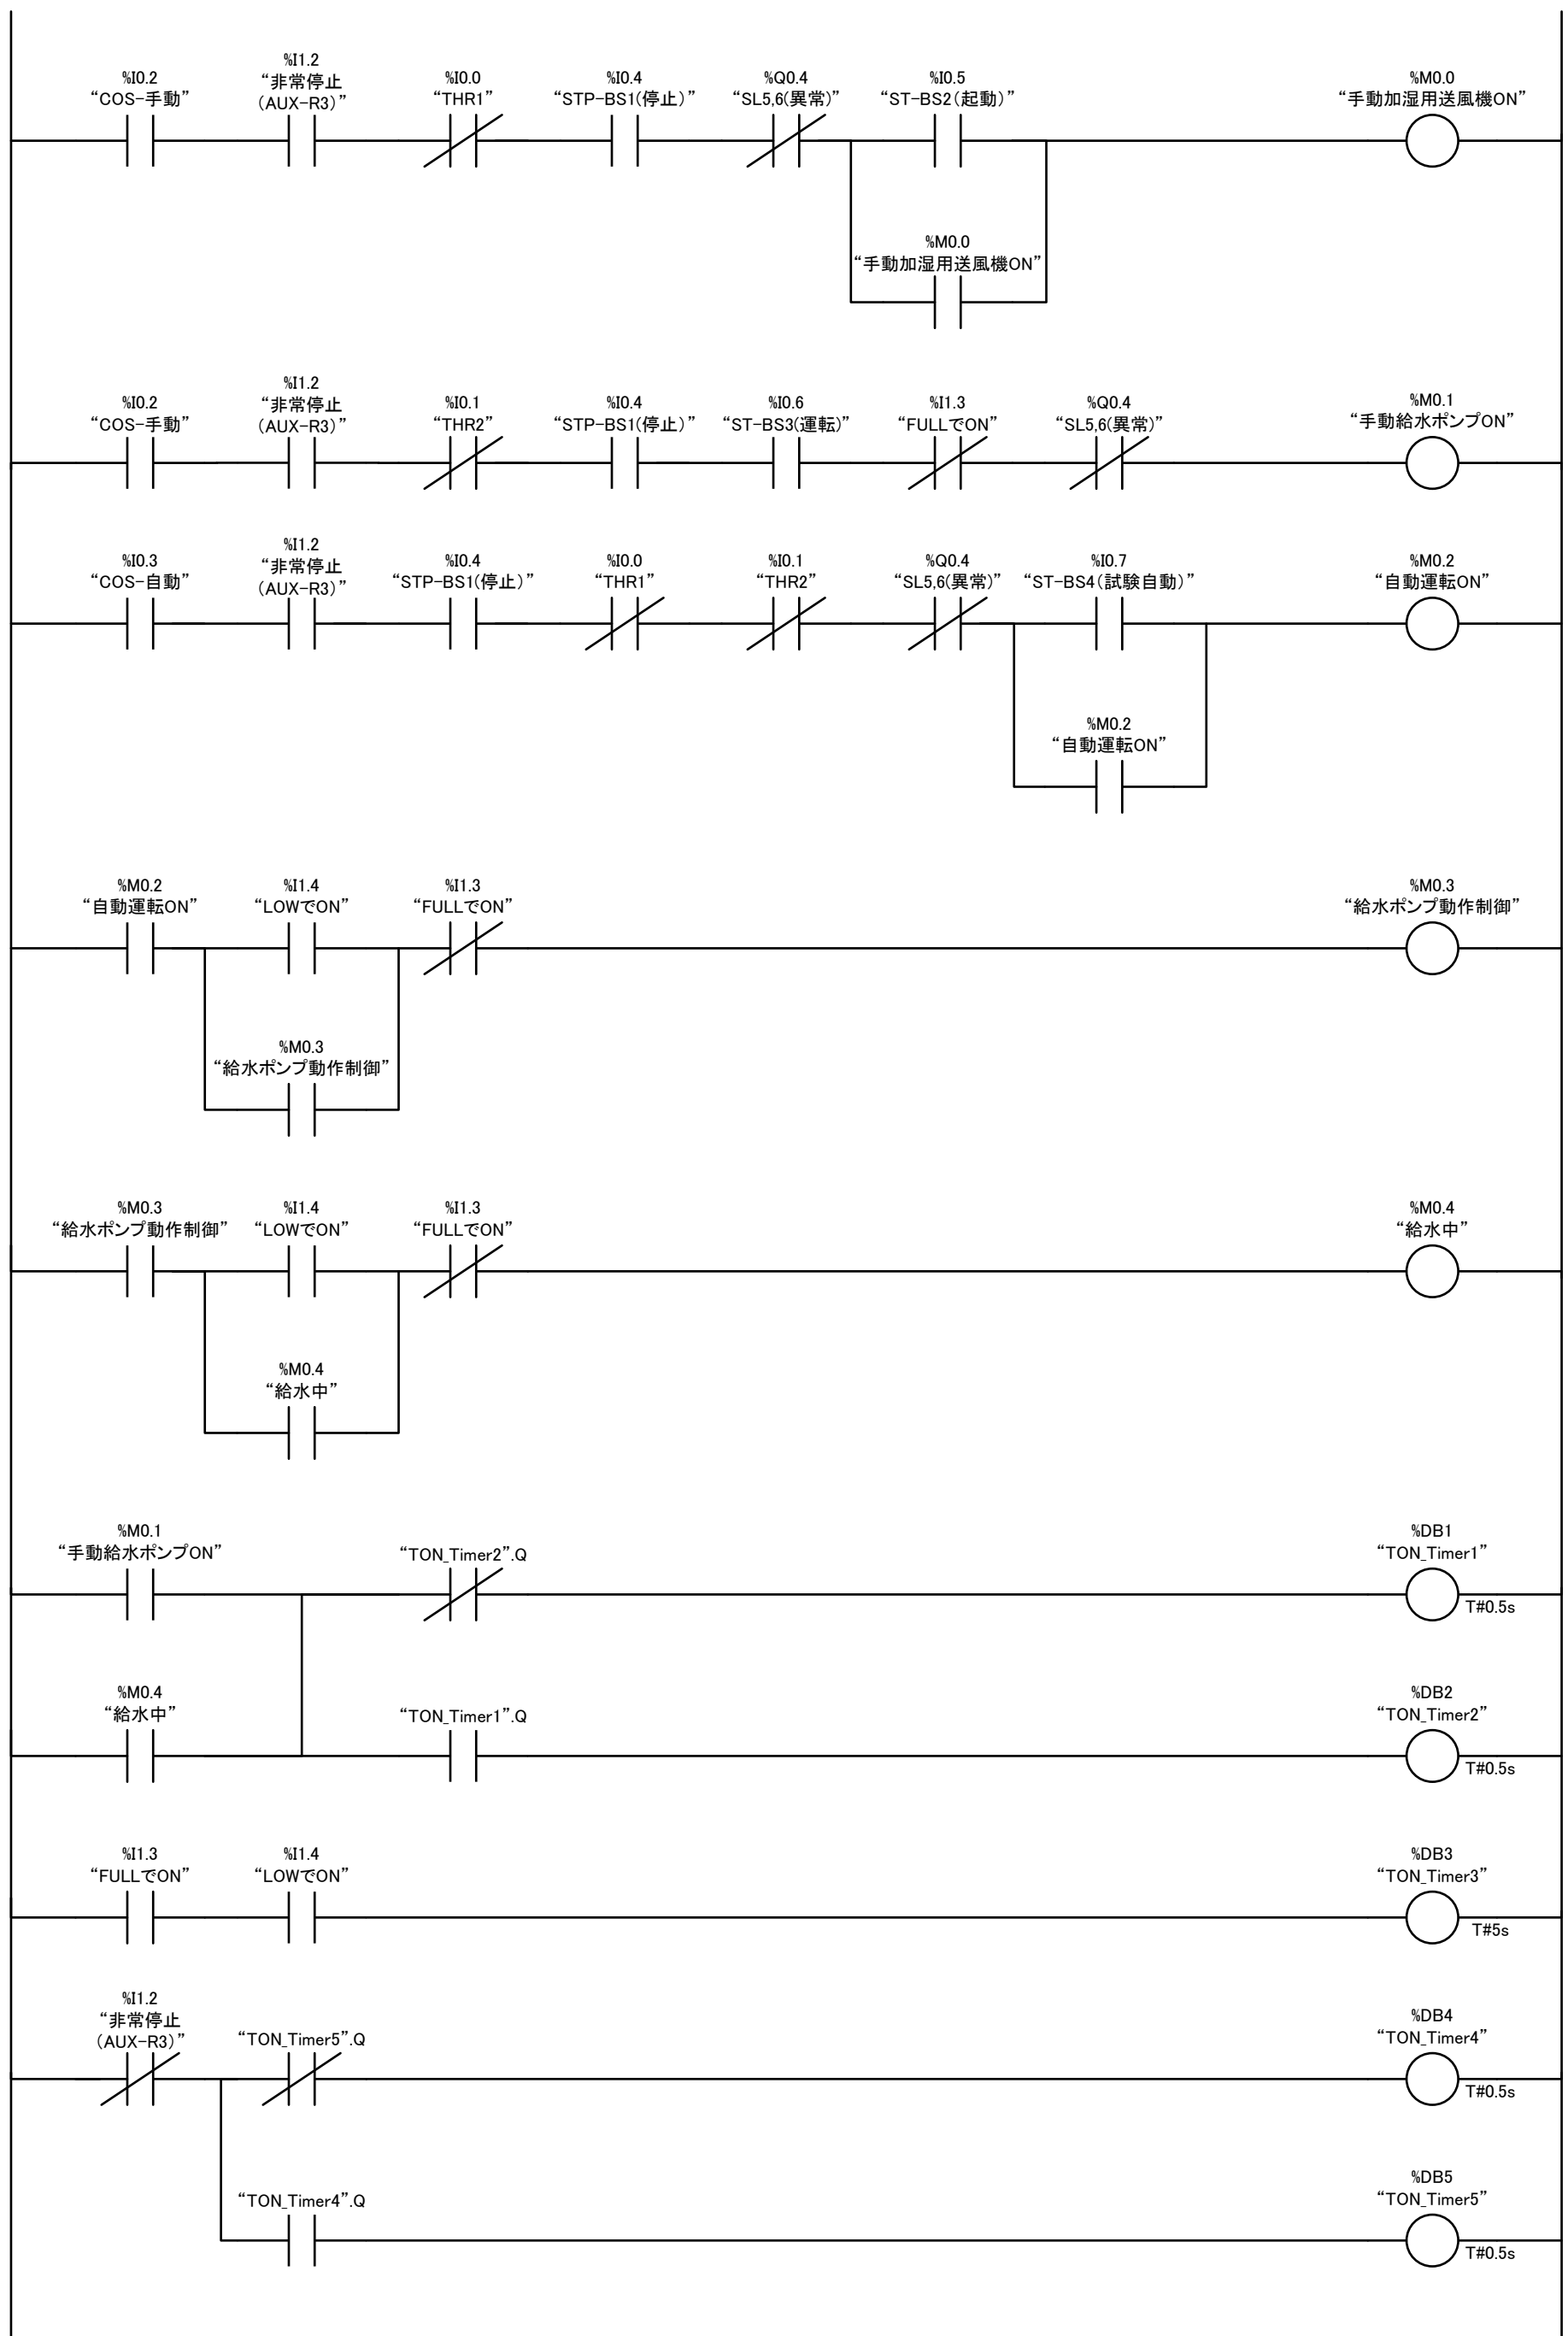 %I0.2
“COS-手動”
%I1.2
“非常停止
(AUX-R3)”
%I0.0
“THR1”
%I0.4
“STP-BS1(停止)”
%Q0.4
“SL5,6(異常)”
%I0.5
“ST-BS2(起動)”
%M0.0
“手動加湿用送風機ON”
%M0.0
“手動加湿用送風機ON”
%I0.2
“COS-手動”
%I1.2
“非常停止
(AUX-R3)”
%I0.1
“THR2”
%I0.4
“STP-BS1(停止)”
%I0.6
“ST-BS3(運転)”
%I1.3
“FULLでON”
%Q0.4
“SL5,6(異常)”
%M0.1
“手動給水ポンプON”
%I0.3
“COS-自動”
%I1.2
“非常停止
(AUX-R3)”
%I0.4
“STP-BS1(停止)”
%I0.0
“THR1”
%I0.1
“THR2”
%Q0.4
“SL5,6(異常)”
%I0.7
“ST-BS4(試験自動)”
%M0.2
“自動運転ON”
%M0.2
“自動運転ON”
%M0.2
“自動運転ON”
%I1.4
“LOWでON”
%I1.3
“FULLでON”
%M0.3
“給水ポンプ動作制御”
%M0.3
“給水ポンプ動作制御”
%M0.3
“給水ポンプ動作制御”
%I1.4
“LOWでON”
%I1.3
“FULLでON”
%M0.4
“給水中”
%M0.4
“給水中”
%M0.1
“手動給水ポンプON”
“TON_Timer2”.Q
%DB1
“TON_Timer1”
T#0.5s
%M0.4
“給水中”
“TON_Timer1”.Q
%DB2
“TON_Timer2”
T#0.5s
%I1.3
“FULLでON”
%I1.4
“LOWでON”
%DB3
“TON_Timer3”
T#5s
%I1.2
“非常停止
(AUX-R3)”
“TON_Timer5”.Q
%DB4
“TON_Timer4”
T#0.5s
“TON_Timer4”.Q
%DB5
“TON_Timer5”
T#0.5s